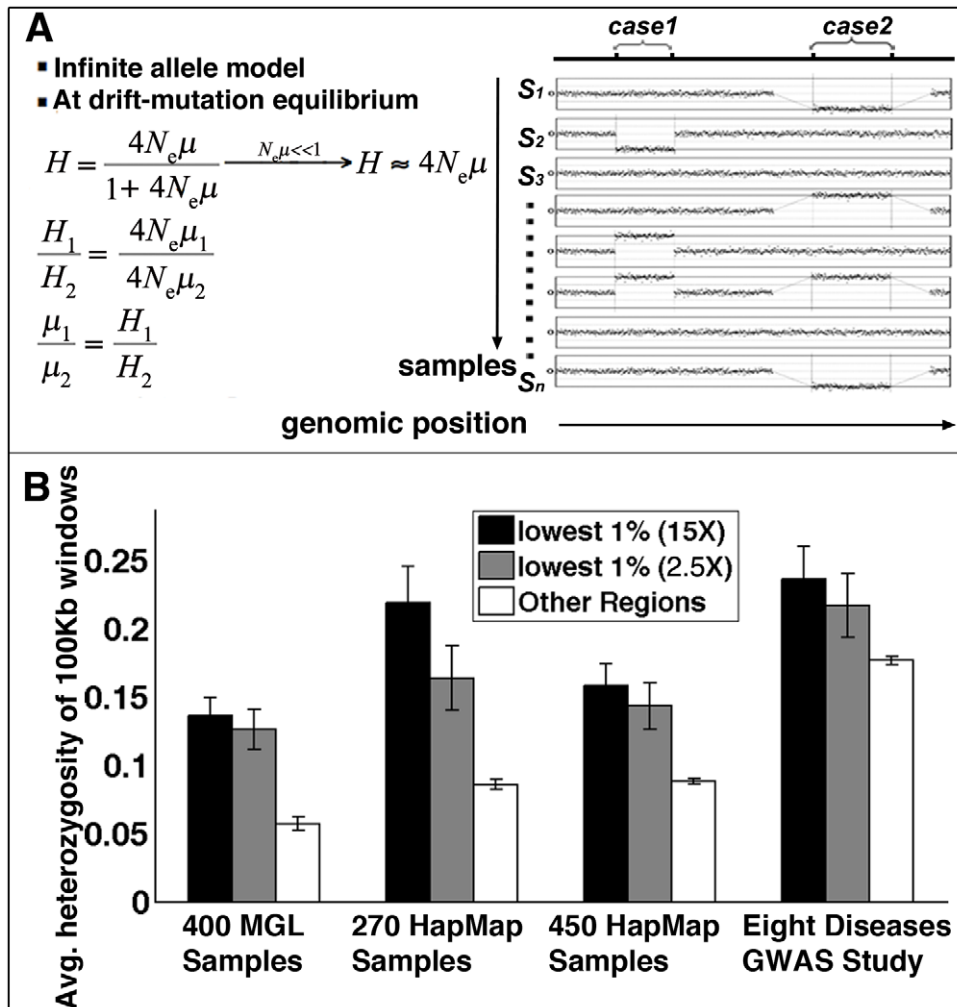 A
▪ Infinite allele model
▪ At drift-mutation equilibrium
H = 4Nₑμ / (1 + 4Nₑμ) —Nₑμ<<1→ H ≈ 4Nₑμ
H₁/H₂ = 4Nₑμ₁/4Nₑμ₂
μ₁/μ₂ = H₁/H₂
case1 case2
S₁
S₂
S₃
Sₙ
samples
genomic position
B
Avg. heterozygosity of 100Kb windows
0.25
0.2
0.15
0.1
0.05
0
lowest 1% (15X)
lowest 1% (2.5X)
Other Regions
400 MGL Samples
270 HapMap Samples
450 HapMap Samples
Eight Diseases GWAS Study